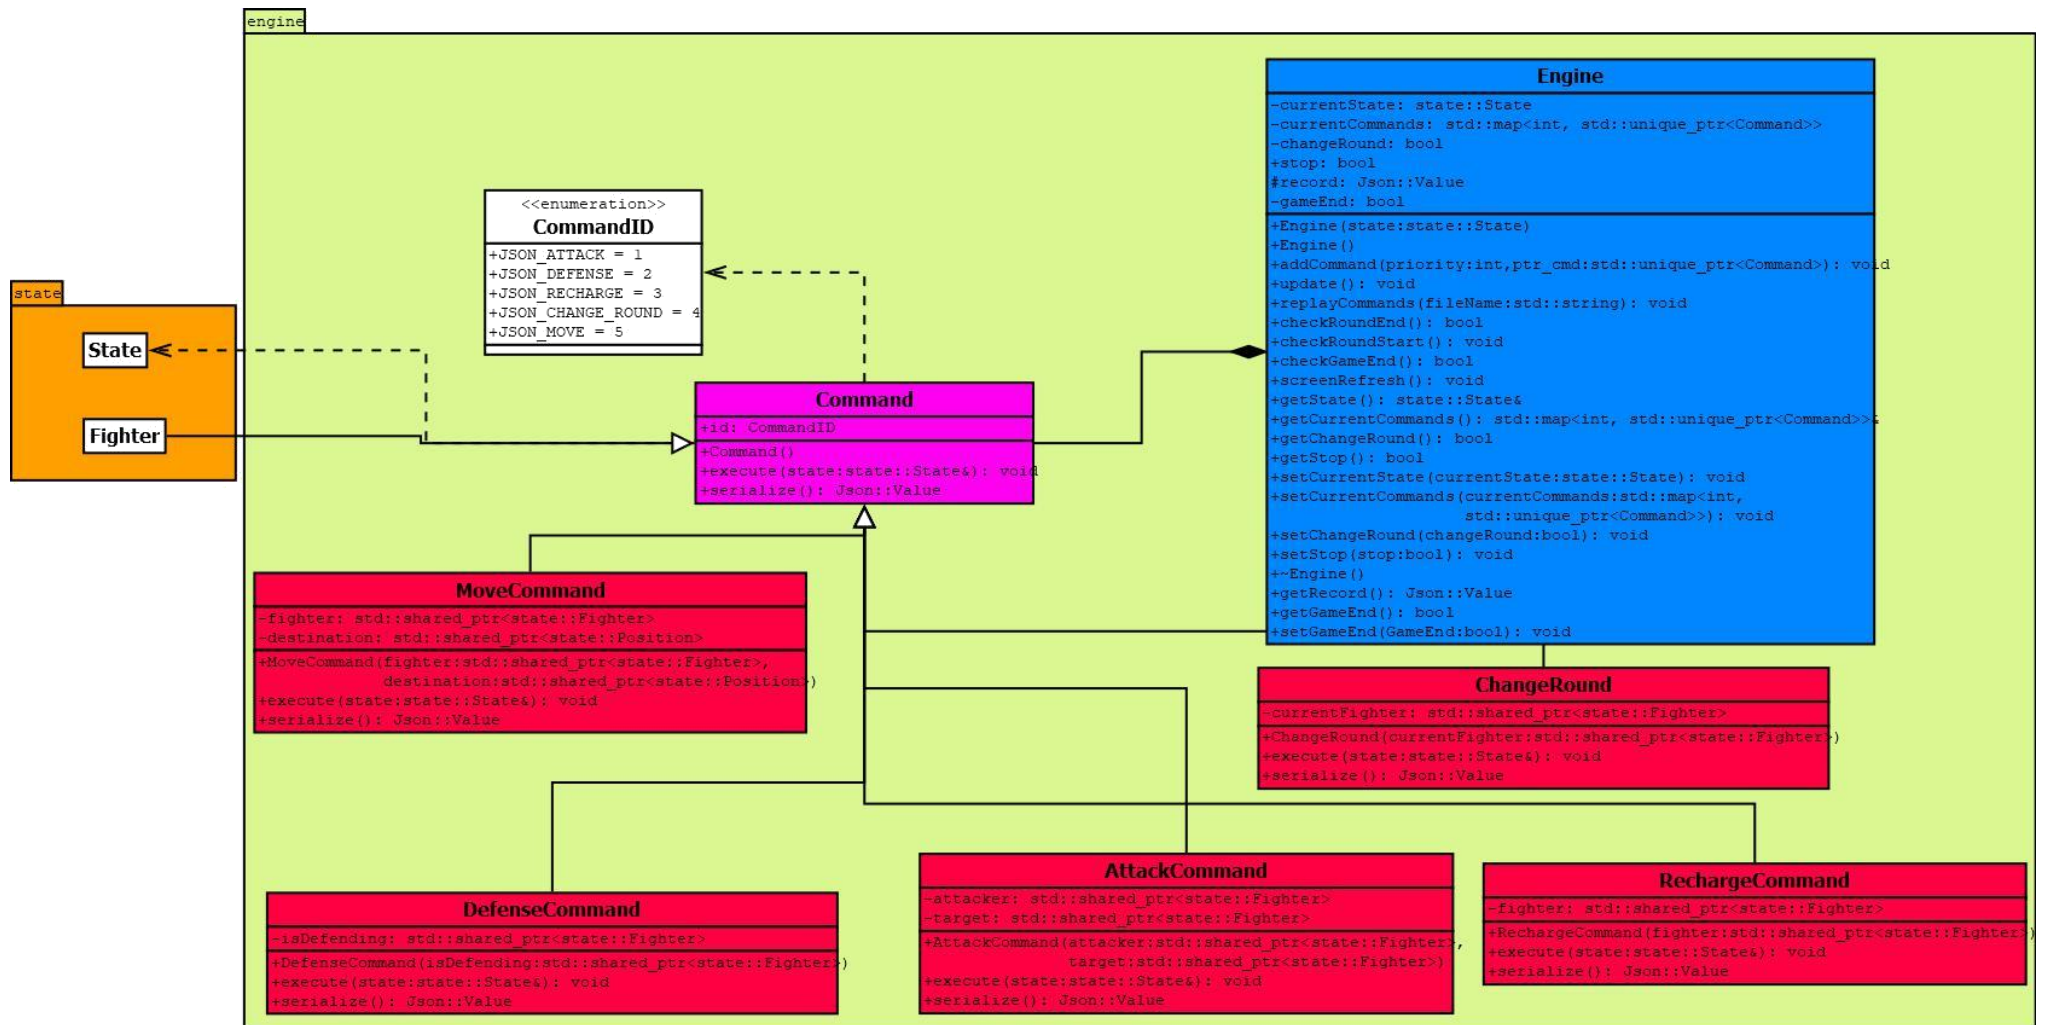 engine
state
State
Fighter
<<enumeration>>
CommandID
+JSON_ATTACK = 1
+JSON_DEFENSE = 2
+JSON_RECHARGE = 3
+JSON_CHANGE_ROUND = 4
+JSON_MOVE = 5
Command
+id: CommandID
+Command()
+execute(state:state::State&): void
+serialize(): Json::Value
Engine
-currentState: state::State
-currentCommands: std::map<int, std::unique_ptr<Command>>
-changeRound: bool
+stop: bool
#record: Json::Value
-gameEnd: bool
+Engine(state:state::State)
+Engine()
+addCommand(priority:int,ptr_cmd:std::unique_ptr<Command>): void
+update(): void
+replayCommands(fileName:std::string): void
+checkRoundEnd(): bool
+checkRoundStart(): void
+checkGameEnd(): bool
+screenRefresh(): void
+getState(): state::State&
+getCurrentCommands(): std::map<int, std::unique_ptr<Command>>&
+getChangeRound(): bool
+getStop(): bool
+setCurrentState(currentState:state::State): void
+setCurrentCommands(currentCommands:std::map<int,
std::unique_ptr<Command>>): void
+setChangeRound(changeRound:bool): void
+setStop(stop:bool): void
+~Engine()
+getRecord(): Json::Value
+getGameEnd(): bool
+setGameEnd(GameEnd:bool): void
MoveCommand
-fighter: std::shared_ptr<state::Fighter>
-destination: std::shared_ptr<state::Position>
+MoveCommand(fighter:std::shared_ptr<state::Fighter>,
destination:std::shared_ptr<state::Position>)
+execute(state:state::State&): void
+serialize(): Json::Value
ChangeRound
-currentFighter: std::shared_ptr<state::Fighter>
+ChangeRound(currentFighter:std::shared_ptr<state::Fighter>)
+execute(state:state::State&): void
+serialize(): Json::Value
DefenseCommand
-isDefending: std::shared_ptr<state::Fighter>
+DefenseCommand(isDefending:std::shared_ptr<state::Fighter>)
+execute(state:state::State&): void
+serialize(): Json::Value
AttackCommand
-attacker: std::shared_ptr<state::Fighter>
-target: std::shared_ptr<state::Fighter>
+AttackCommand(attacker:std::shared_ptr<state::Fighter>,
target:std::shared_ptr<state::Fighter>)
+execute(state:state::State&): void
+serialize(): Json::Value
RechargeCommand
-fighter: std::shared_ptr<state::Fighter>
+RechargeCommand(fighter:std::shared_ptr<state::Fighter>)
+execute(state:state::State&): void
+serialize(): Json::Value